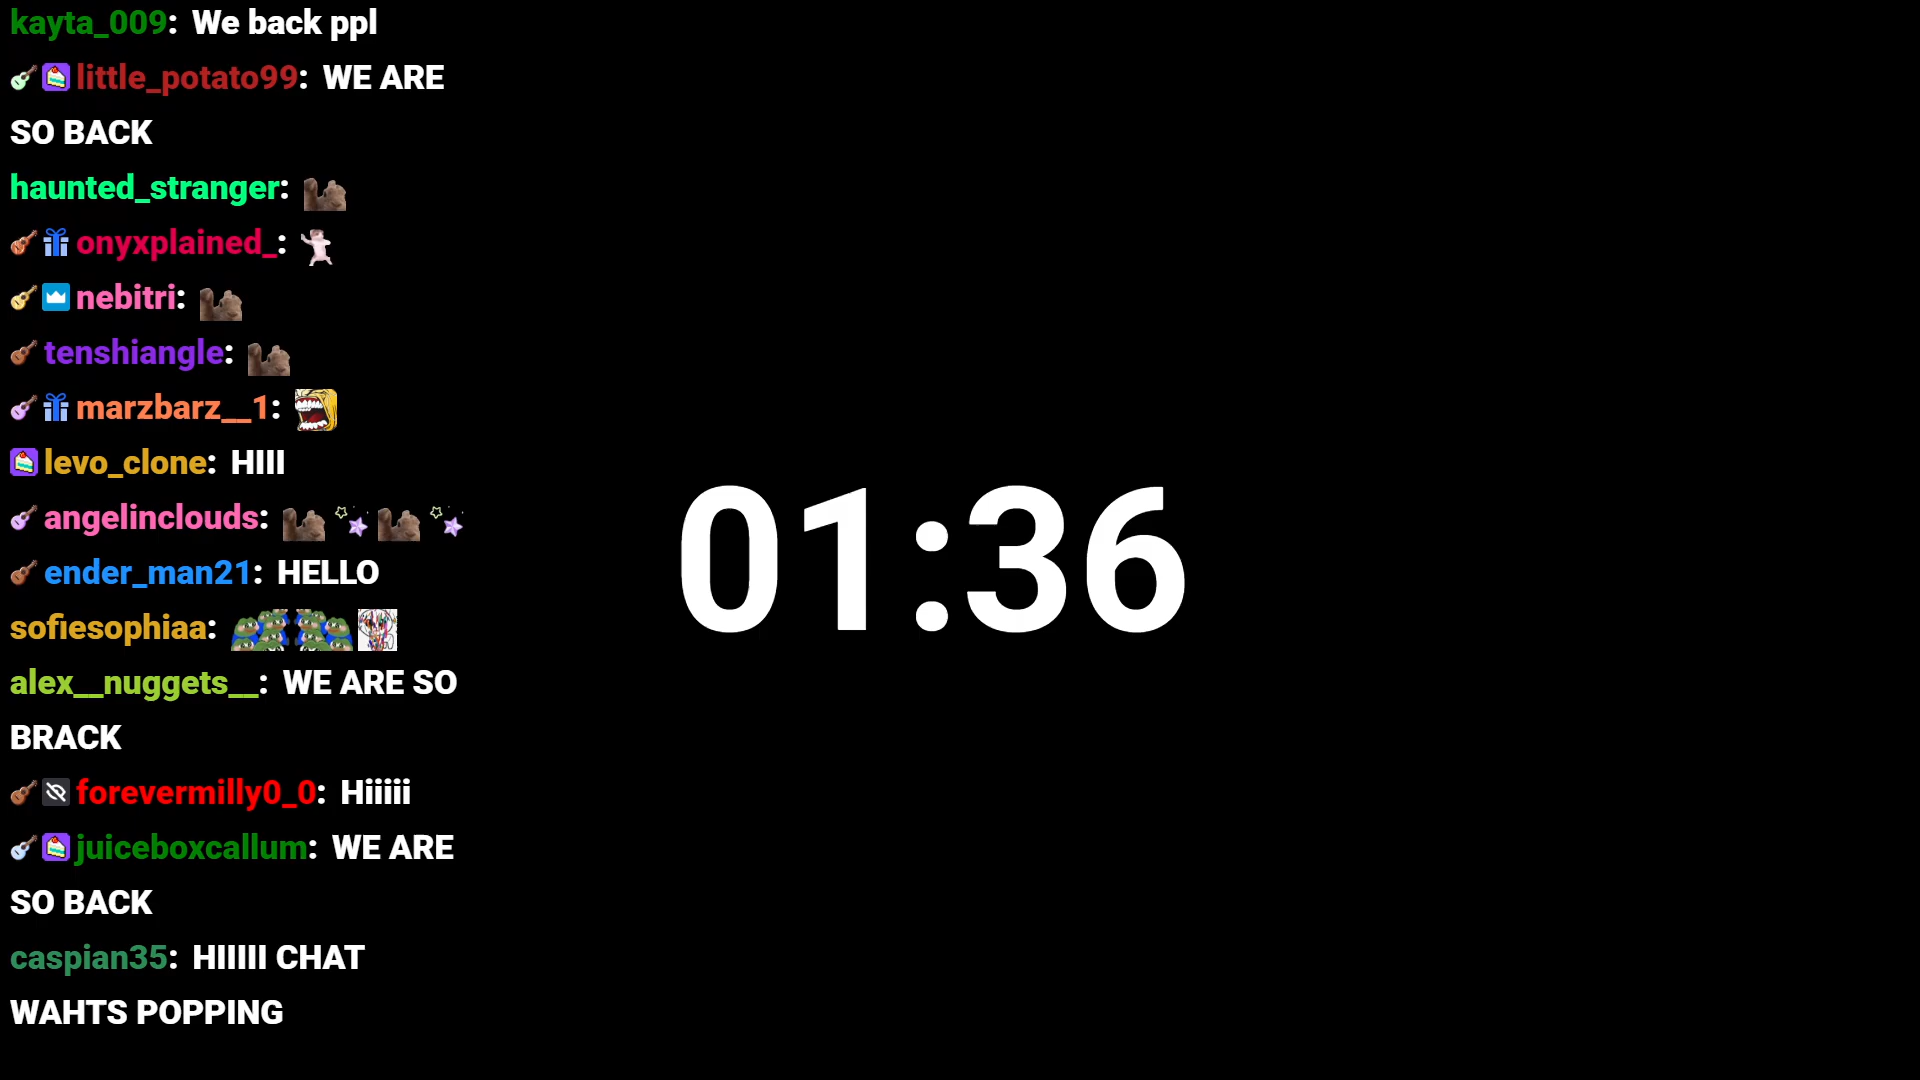 kayta_009: We back ppl
little_potato99: WE ARE
SO BACK
haunted_stranger:
onyxplained_:
nebitri:
tenshiangle:
marzbarz__1:
levo_clone: HIII
angelinclouds:
ender_man21: HELLO
sofiesophiaa:
alex__nuggets__: WE ARE SO
BRACK
forevermilly0_0: Hiiiii
juiceboxcallum: WE ARE
SO BACK
caspian35: HIIIII CHAT
WAHTS POPPING
01:36